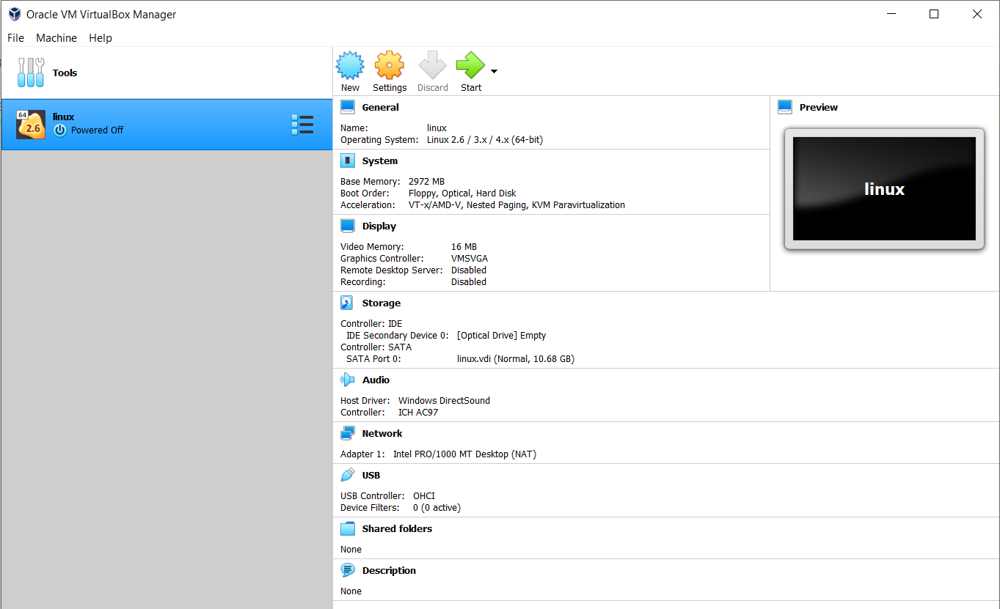 Oracle VM VirtualBox Manager
File Machine Help
Tools
New Settings Discard Start
64
2.6
linux
Powered Off
General
Name: linux
Operating System: Linux 2.6 / 3.x / 4.x (64-bit)
Preview
linux
System
Base Memory: 2972 MB
Boot Order: Floppy, Optical, Hard Disk
Acceleration: VT-x/AMD-V, Nested Paging, KVM Paravirtualization
Display
Video Memory: 16 MB
Graphics Controller: VMSVGA
Remote Desktop Server: Disabled
Recording: Disabled
Storage
Controller: IDE
IDE Secondary Device 0: [Optical Drive] Empty
Controller: SATA
SATA Port 0: linux.vdi (Normal, 10.68 GB)
Audio
Host Driver: Windows DirectSound
Controller: ICH AC97
Network
Adapter 1: Intel PRO/1000 MT Desktop (NAT)
USB
USB Controller: OHCI
Device Filters: 0 (0 active)
Shared folders
None
Description
None